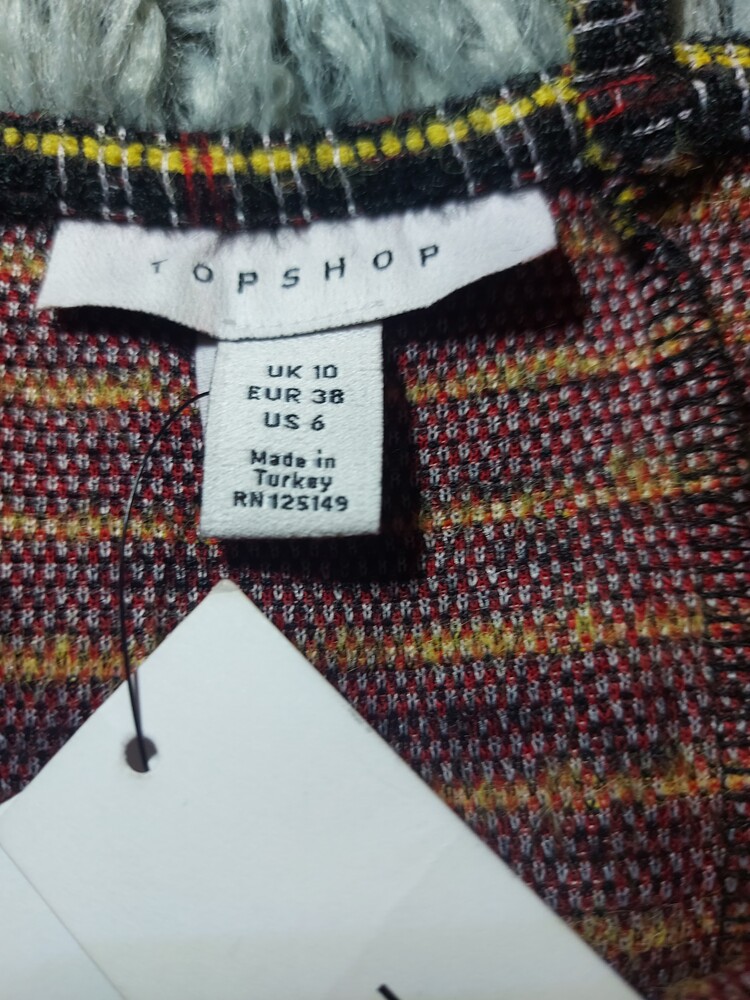 TOPSHOP
UK 10
EUR 38
US 6
Made in
Turkey
RN125149